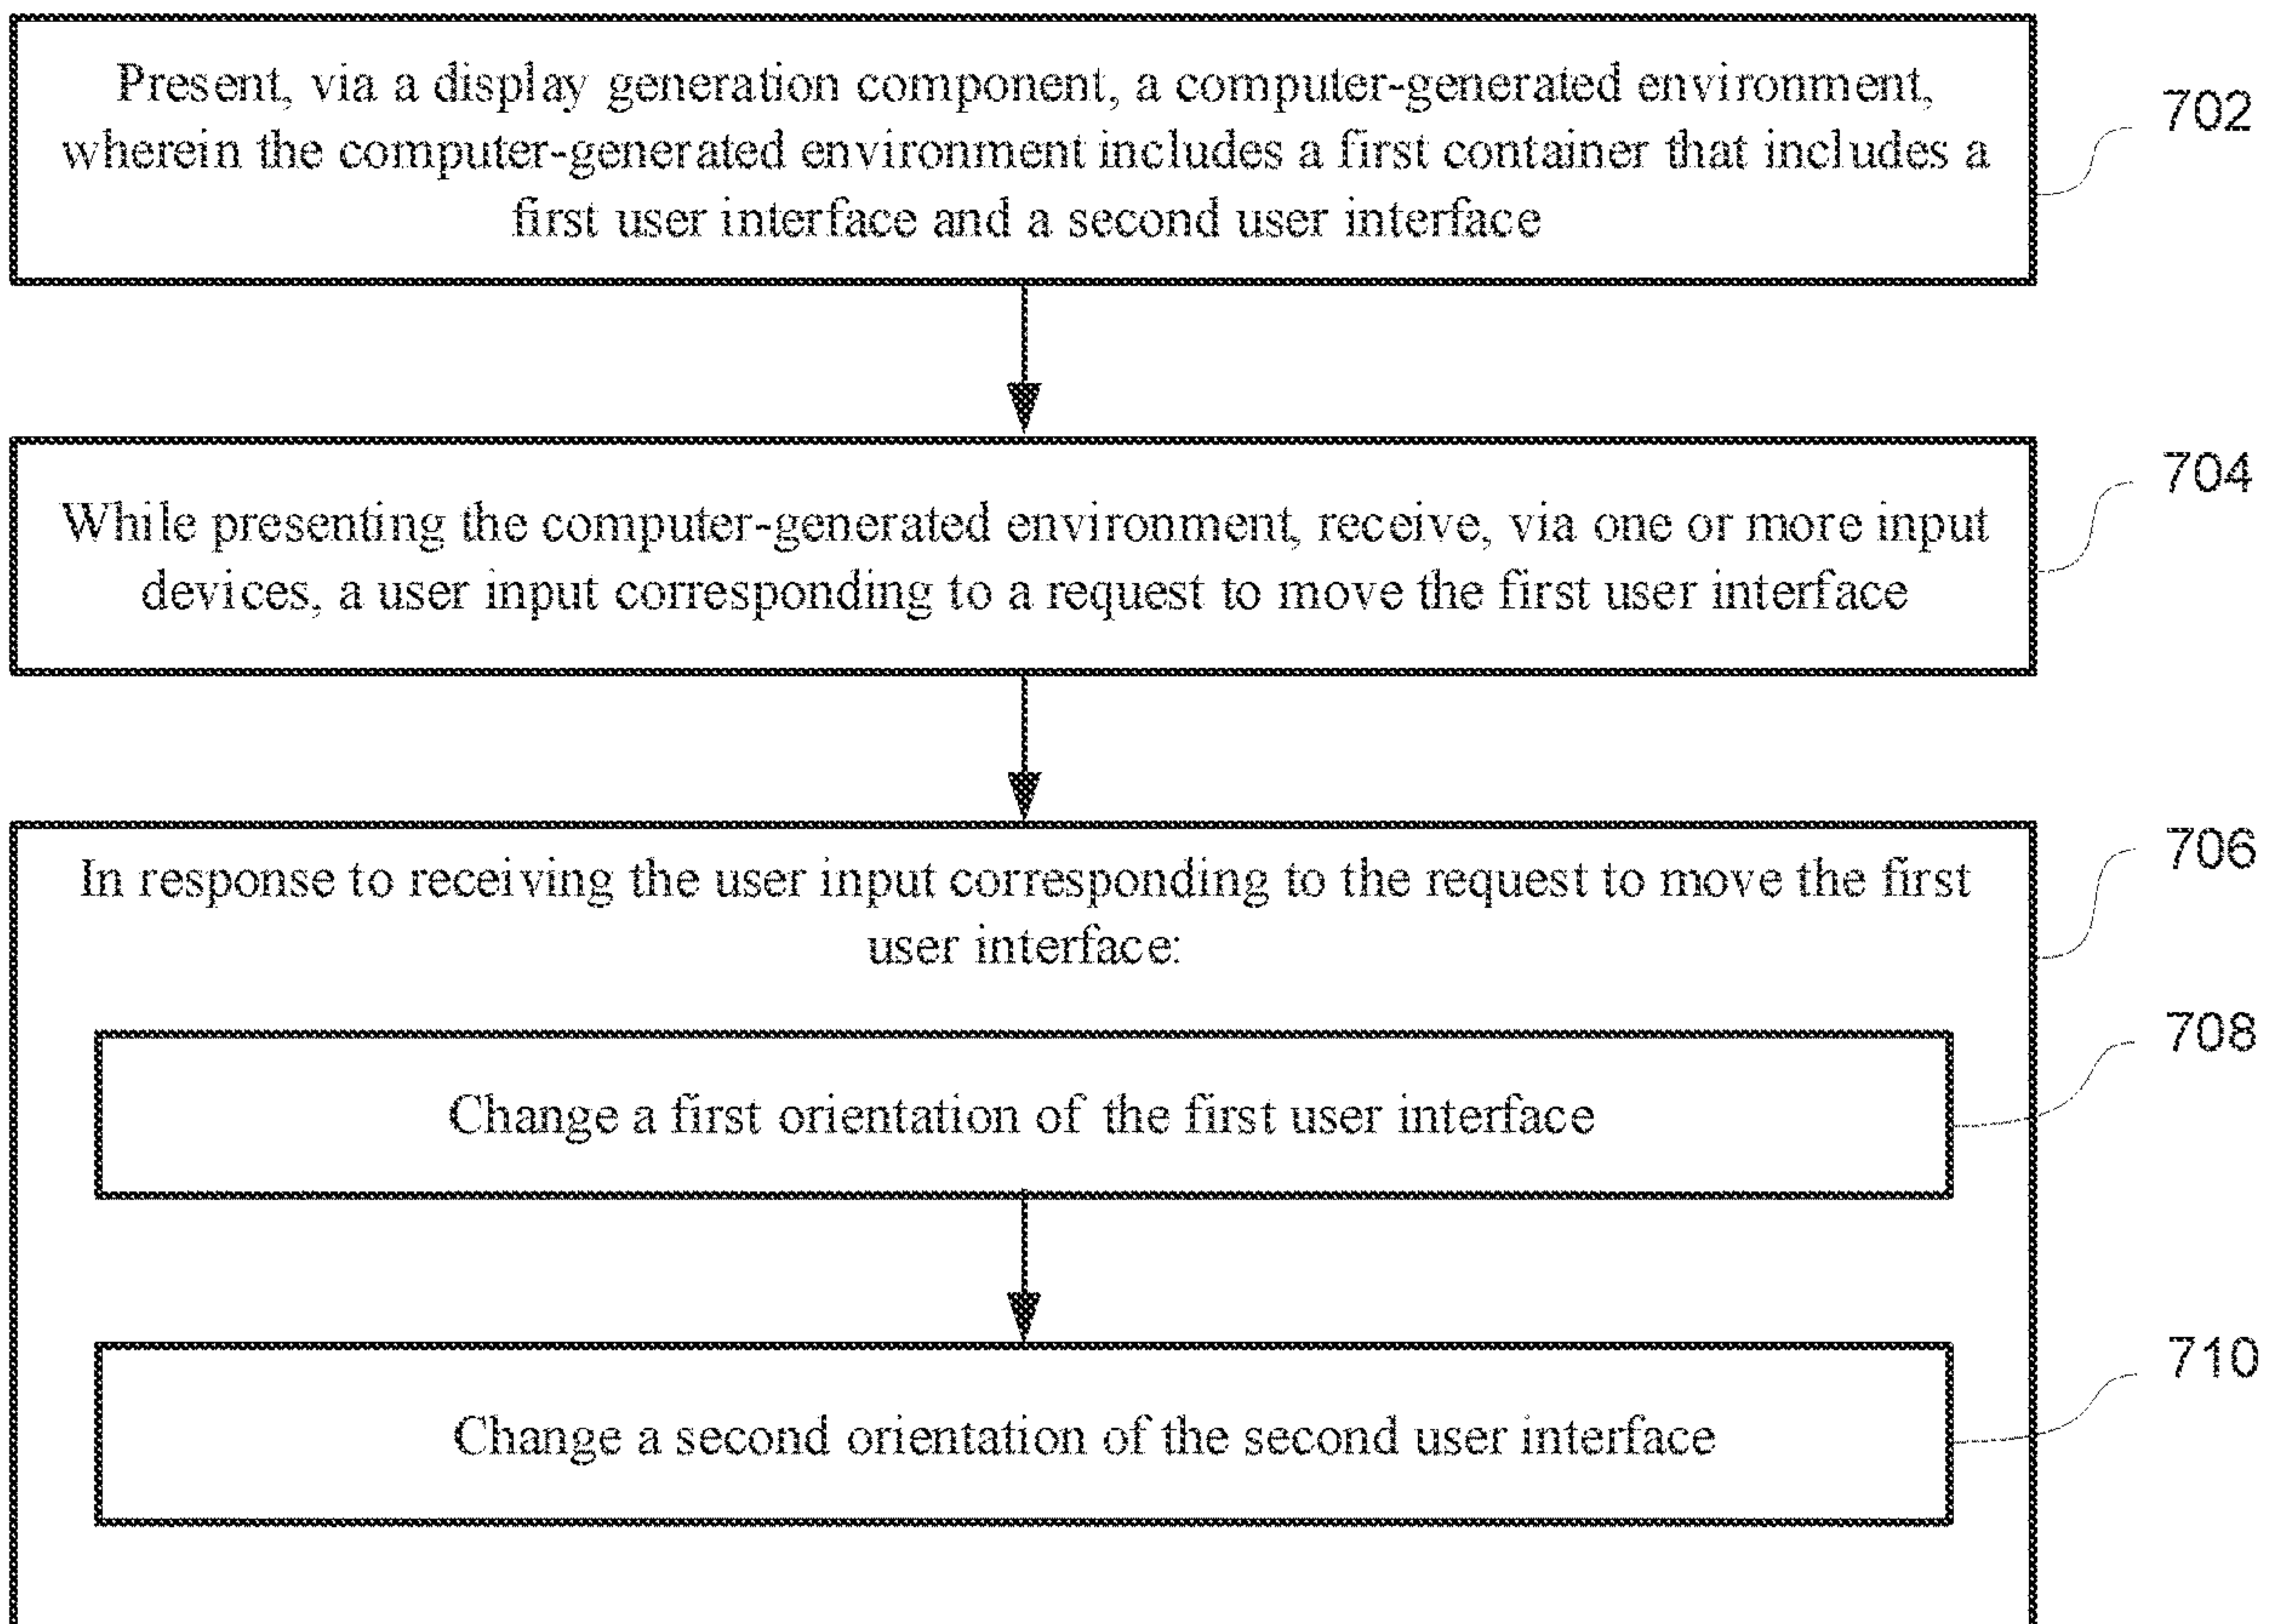 Present, via a display generation component, a computer-generated environment,
wherein the computer-generated environment includes a first container that includes a
first user interface and a second user interface
702
While presenting the computer-generated environment, receive, via one or more input
devices, a user input corresponding to a request to move the first user interface
704
In response to receiving the user input corresponding to the request to move the first
user interface:
706
Change a first orientation of the first user interface
708
Change a second orientation of the second user interface
710